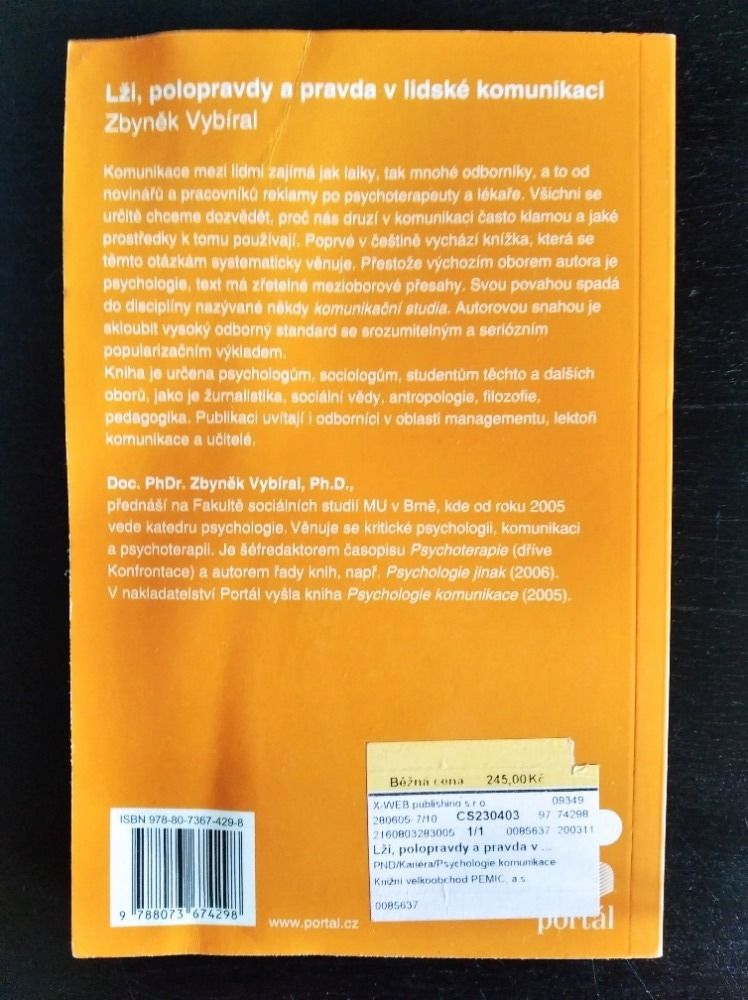 Lži, polopravdy a pravda v lidské komunikaci
Zbyněk Vybíral
Komunikace mezi lidmi zajímá jak laiky, tak mnohé odborníky, a to od
novinářů a pracovníků reklamy po psychoterapeuty a lékaře. Všichni se
určitě chceme dozvědět, proč nás druzí v komunikaci často klamou a jaké
prostředky k tomu používají. Poprvé v češtině vychází knížka, která se
těmto otázkám systematicky věnuje. Přestože výchozím oborem autora je
psychologie, text má zřetelné mezioborové přesahy. Svou povahou spadá
do disciplíny nazývané někdy komunikační studia. Autorovou snahou je
skloubit vysoký odborný standard se srozumitelným a seriózním
popularizačním výkladem.
Kniha je určena psychologům, sociologům, studentům těchto a dalších
oborů, jako je žurnalistika, sociální vědy, antropologie, filozofie,
pedagogika. Publikaci uvítají i odborníci v oblasti managementu, lektoři
komunikace a učitelé.
Doc. PhDr. Zbyněk Vybíral, Ph.D.,
přednáší na Fakultě sociálních studií MU v Brně, kde od roku 2005
vede katedru psychologie. Věnuje se kritické psychologii, komunikaci
a psychoterapii. Je šéfredaktorem časopisu Psychoterapie (dříve
Konfrontace) a autorem řady knih, např. Psychologie jinak (2006).
V nakladatství Portál vyšla kniha Psychologie komunikace (2005).
Běžná cena 245,00 Kč
X-WEB publishing s.r.o 09349
280605-7/10 CS230403 97 74298
2160803283005 1/1 0085637 200311
Lži, polopravdy a pravda v ...
PND/Kariéra/Psychologie komunikace
Knižní velkoobchod PEMIC, a.s.
0085637
ISBN 978-80-7367-429-8
9 788073 674298
www.portal.cz
portál